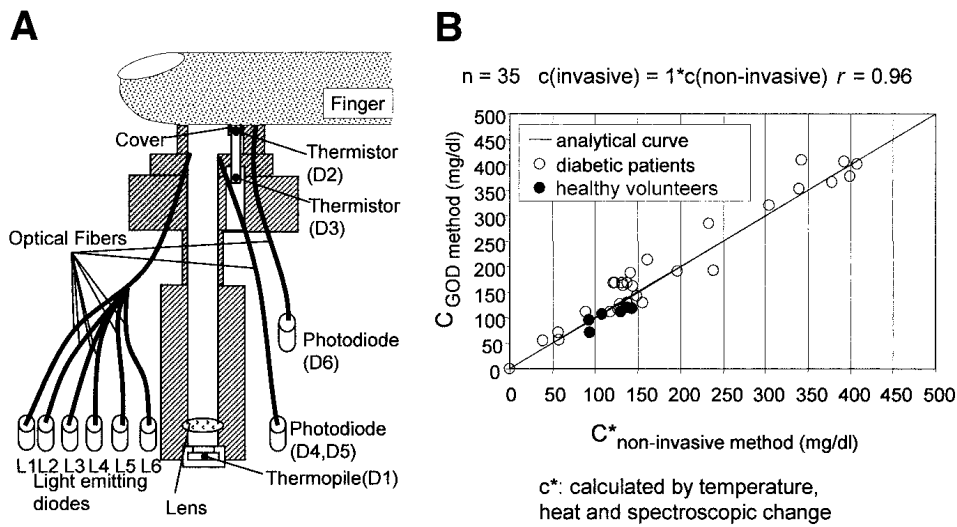 A
Finger
Cover
Thermistor
(D2)
Thermistor
(D3)
Optical Fibers
Photodiode
(D6)
Photodiode
(D4,D5)
L1 L2 L3 L4 L5 L6
Light emitting
diodes
Thermopile(D1)
Lens
B
n = 35 c(invasive) = 1*c(non-invasive) r = 0.96
analytical curve
diabetic patients
healthy volunteers
CGOD method (mg/dl)
500
450
400
350
300
250
200
150
100
50
0
0 50 100 150 200 250 300 350 400 450 500
C*non-invasive method (mg/dl)
c*: calculated by temperature,
heat and spectroscopic change